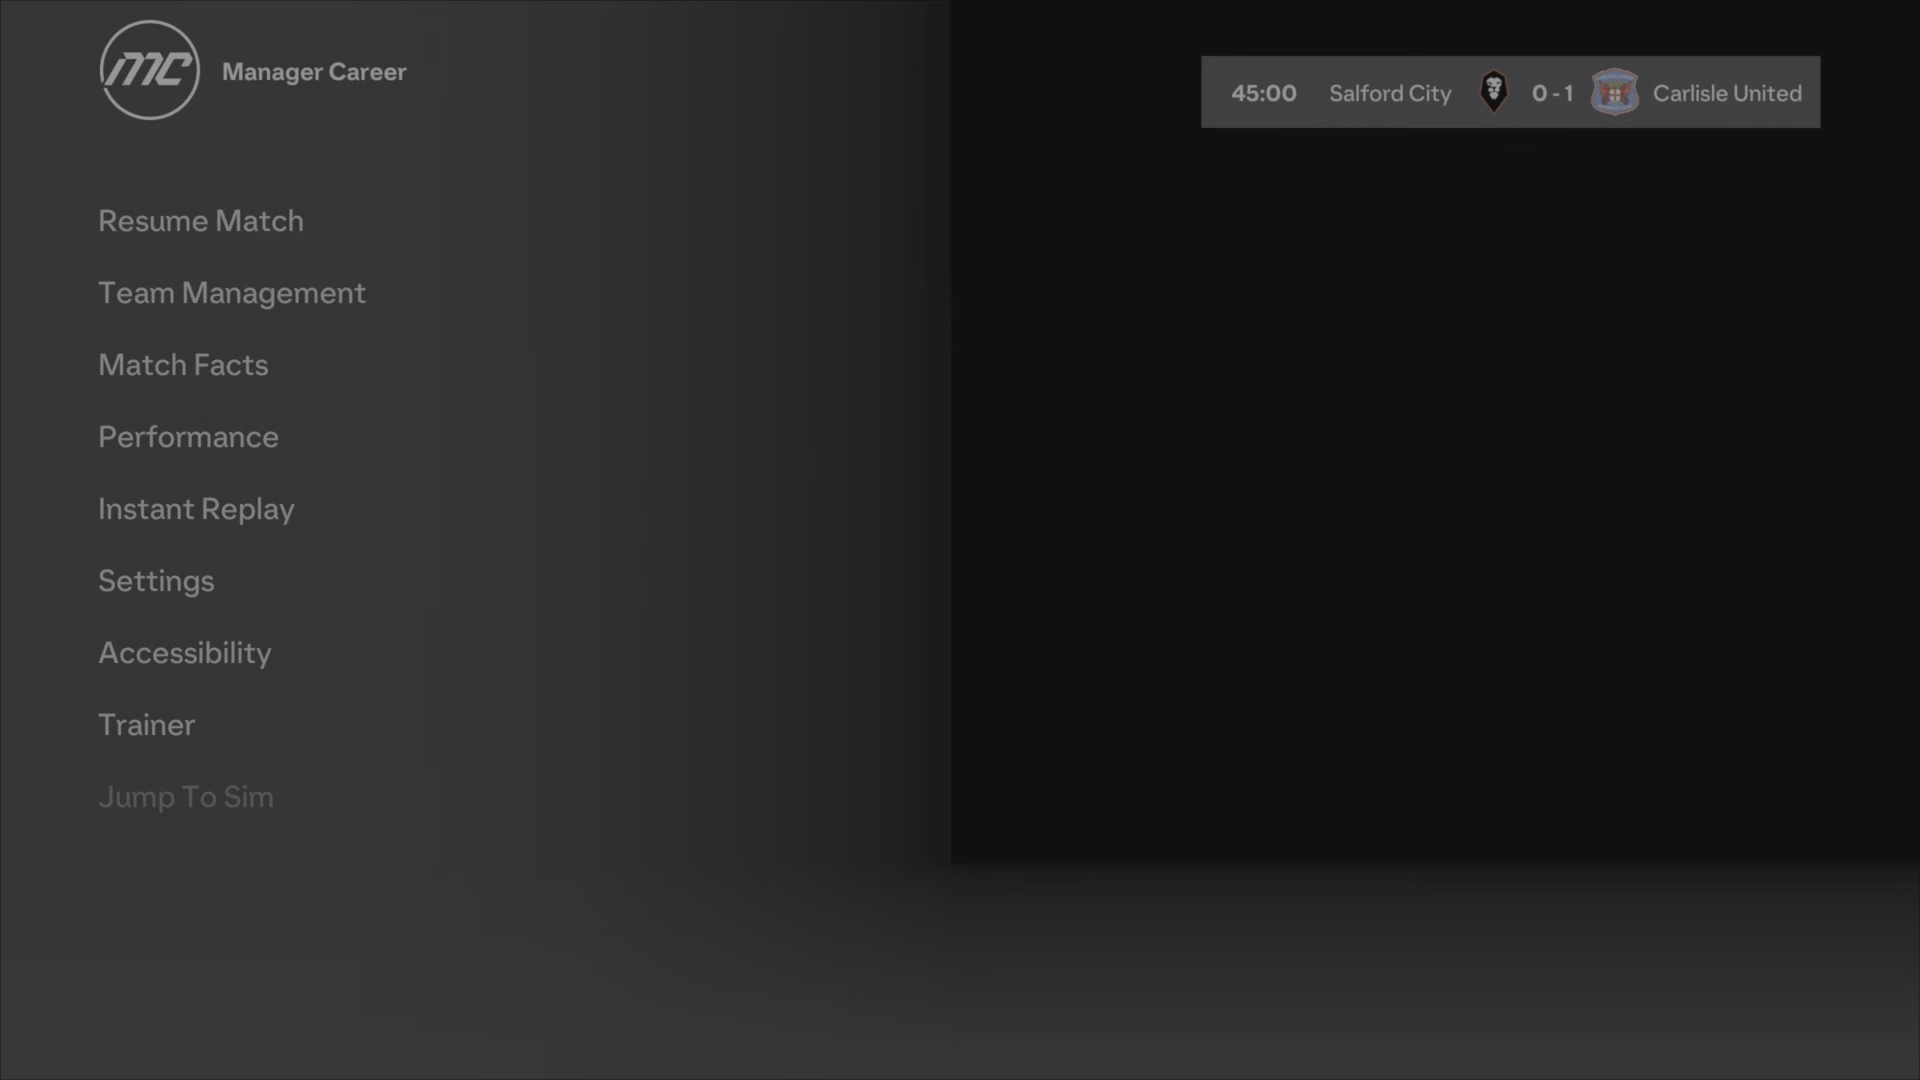 MC Manager Career
45:00 Salford City 0 - 1 Carlisle United
Resume Match
Team Management
Match Facts
Performance
Instant Replay
Settings
Accessibility
Trainer
Jump To Sim